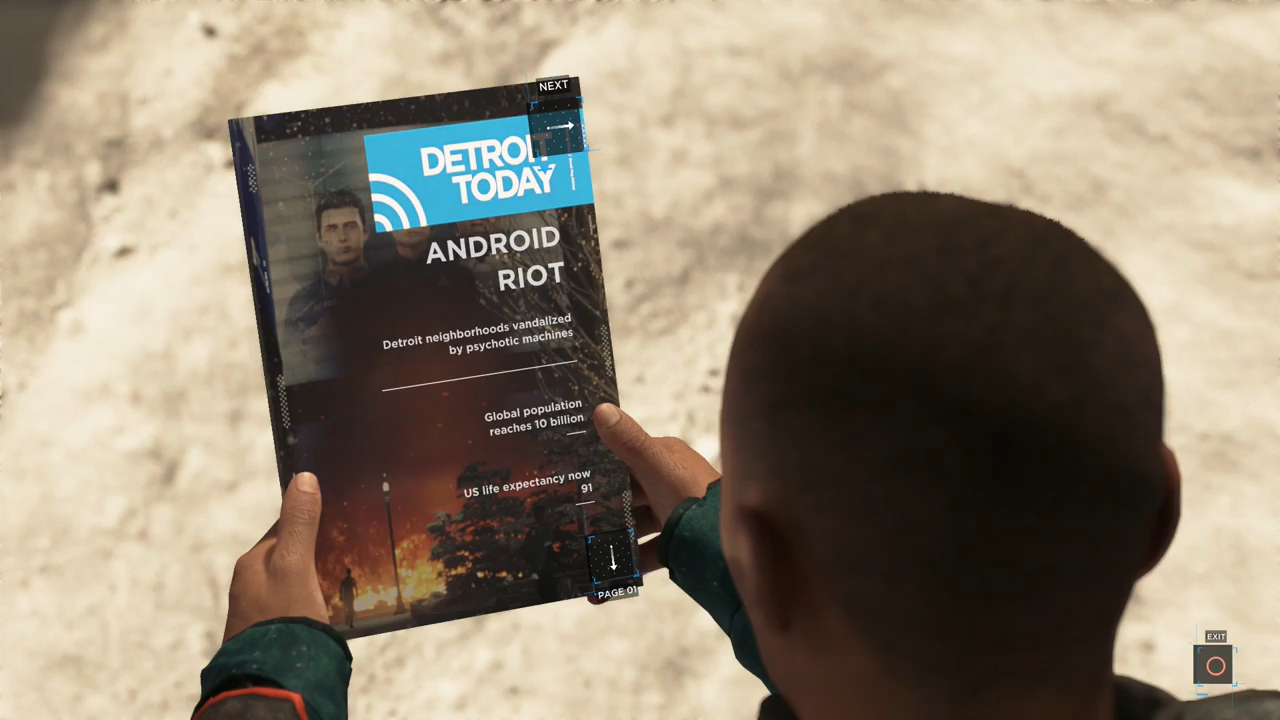 NEXT
DETROIT
TODAY
ANDROID
RIOT
Detroit neighborhoods vandalized
by psychotic machines
Global population
reaches 10 billion
US life expectancy now
91
PAGE 01
EXIT